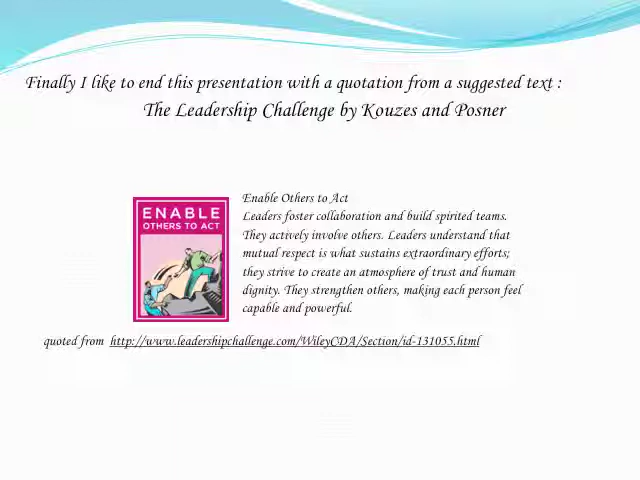 Finally I like to end this presentation with a quotation from a suggested text :
The Leadership Challenge by Kouzes and Posner
ENABLE
OTHERS TO ACT
Enable Others to Act
Leaders foster collaboration and build spirited teams.
They actively involve others. Leaders understand that
mutual respect is what sustains extraordinary efforts;
they strive to create an atmosphere of trust and human
dignity. They strengthen others, making each person feel
capable and powerful.
quoted from http://www.leadershipchallenge.com/WileyCDA/Section/id-131055.html